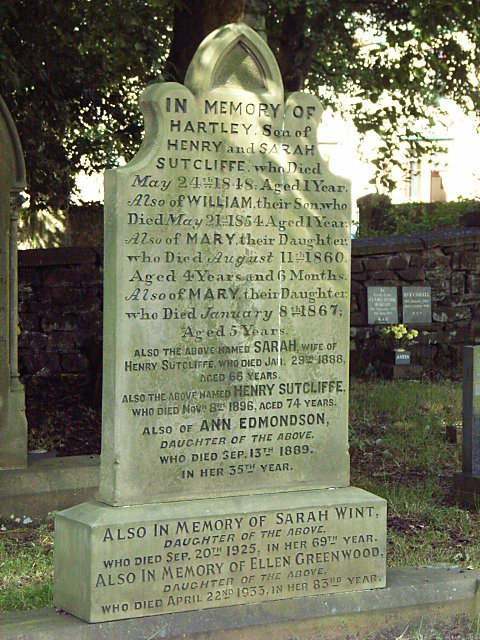 IN MEMORY OF
HARTLEY, Son of
HENRY and SARAH
SUTCLIFFE, who Died
May 24TH 1848. Aged 1 Year.
Also of WILLIAM, their Son, who
Died May 21ST 1854. Aged 1 Year.
Also of MARY, their Daughter,
who Died August 11TH 1860.
Aged 4 Years and 6 Months.
Also of MARY, their Daughter
who Died January 8TH 1867;
Aged 5 Years.
ALSO THE ABOVE NAMED SARAH, WIFE OF
HENRY SUTCLIFFE, WHO DIED JAN. 29TH 1888,
AGED 66 YEARS.
ALSO THE ABOVE NAMED HENRY SUTCLIFFE,
WHO DIED NOV. 8TH 1896, AGED 74 YEARS.
ALSO OF ANN EDMONDSON,
DAUGHTER OF THE ABOVE.
WHO DIED SEP. 13TH 1889.
IN HER 35TH YEAR.
ALSO IN MEMORY OF SARAH WINT,
DAUGHTER OF THE ABOVE,
WHO DIED SEP. 20TH 1925, IN HER 69TH YEAR.
ALSO IN MEMORY OF ELLEN GREENWOOD,
DAUGHTER OF THE ABOVE,
WHO DIED APRIL 22ND 1933, IN HER 83RD YEAR.